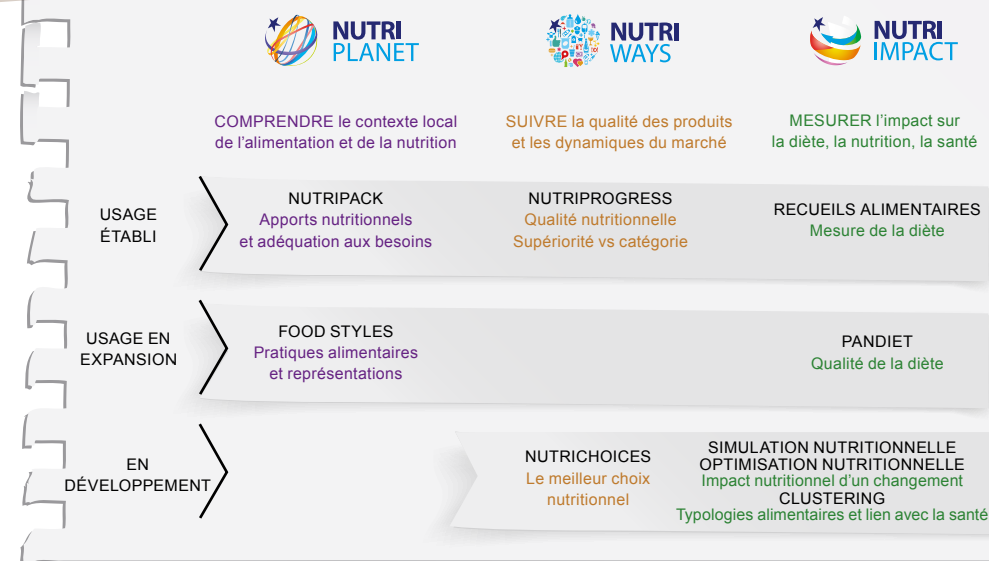 NUTRI
PLANET
NUTRI
WAYS
NUTRI
IMPACT
COMPRENDRE le contexte local
de l'alimentation et de la nutrition
SUIVRE la qualité des produits
et les dynamiques du marché
MESURER l'impact sur
la diète, la nutrition, la santé
USAGE
ÉTABLI
NUTRIPACK
Apports nutritionnels
et adéquation aux besoins
NUTRIPROGRESS
Qualité nutritionnelle
Supériorité vs catégorie
RECUEILS ALIMENTAIRES
Mesure de la diète
USAGE EN
EXPANSION
FOOD STYLES
Pratiques alimentaires
et représentations
PANDIET
Qualité de la diète
EN
DÉVELOPPEMENT
NUTRICHOICES
Le meilleur choix
nutritionnel
SIMULATION NUTRITIONNELLE
OPTIMISATION NUTRITIONNELLE
Impact nutritionnel d'un changement
CLUSTERING
Typologies alimentaires et lien avec la santé